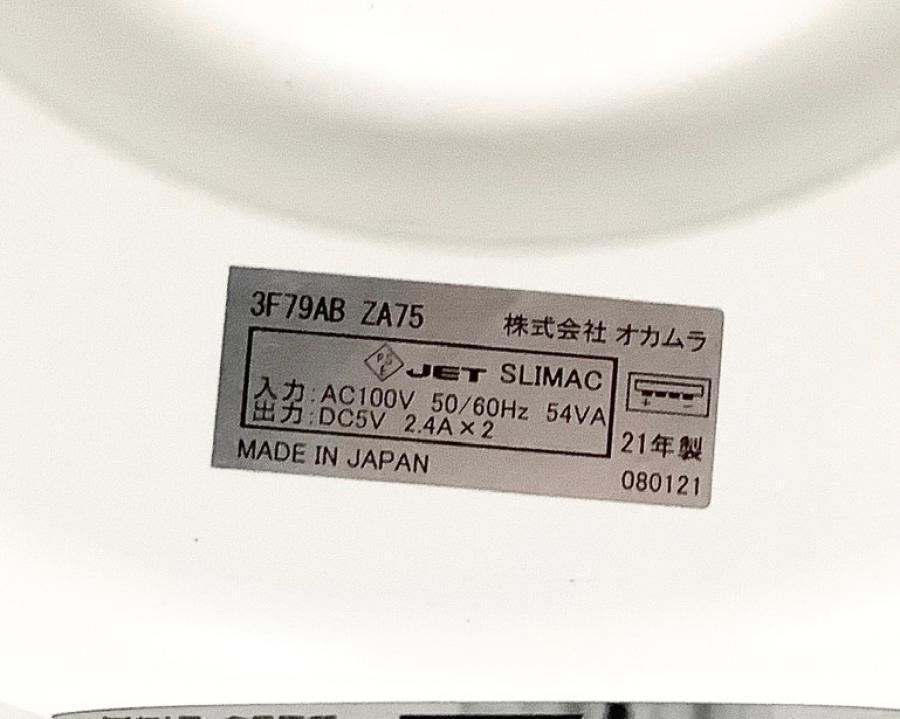 3F79AB ZA75
株式会社 オカムラ
PSE JET SLIMAC
入力:AC100V 50/60Hz 54VA
出力:DC5V 2.4A×2
+ −
21年製
MADE IN JAPAN
080121